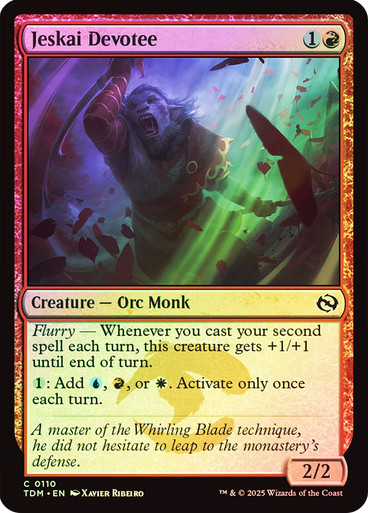 Jeskai Devotee 1
Creature — Orc Monk
Flurry — Whenever you cast your second
spell each turn, this creature gets +1/+1
until end of turn.
1: Add , , or . Activate only once
each turn.
A master of the Whirling Blade technique,
he did not hesitate to leap to the monastery's
defense.
2/2
C 0110
TDM • EN Xavier Ribeiro
™ & © 2025 Wizards of the Coast